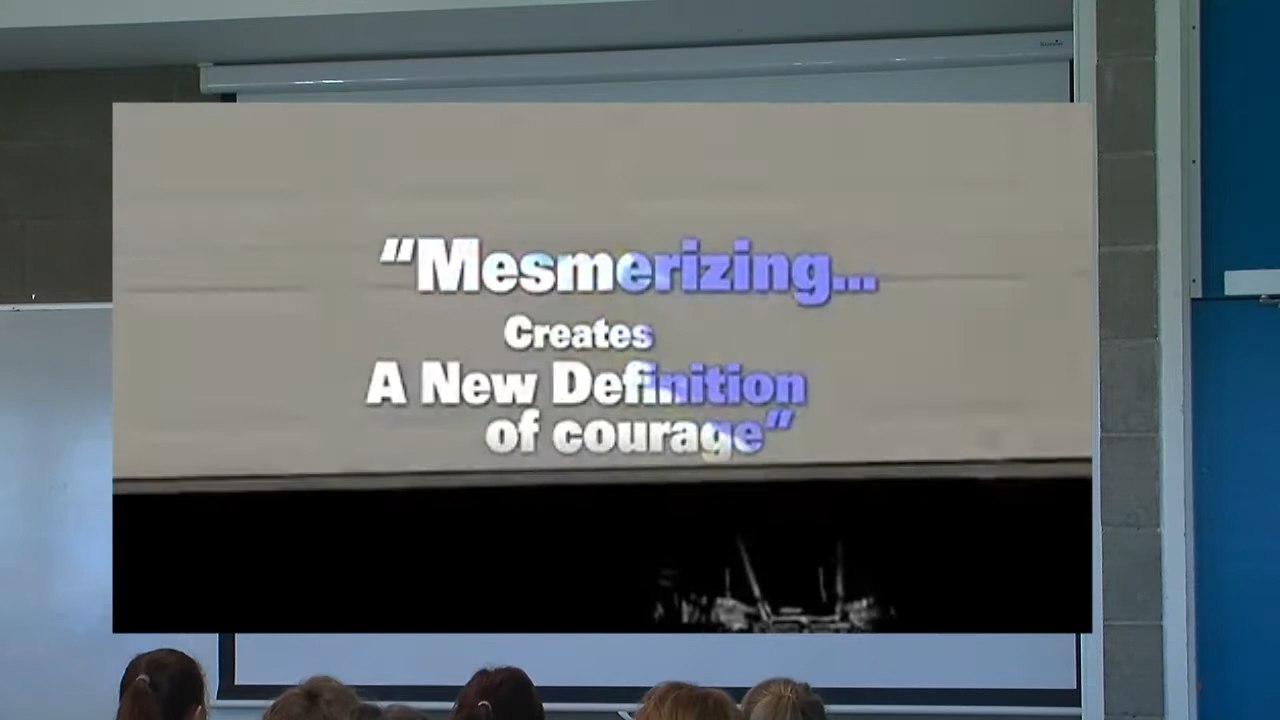 “Mesmerizing...
Creates
A New Definition
of courage”